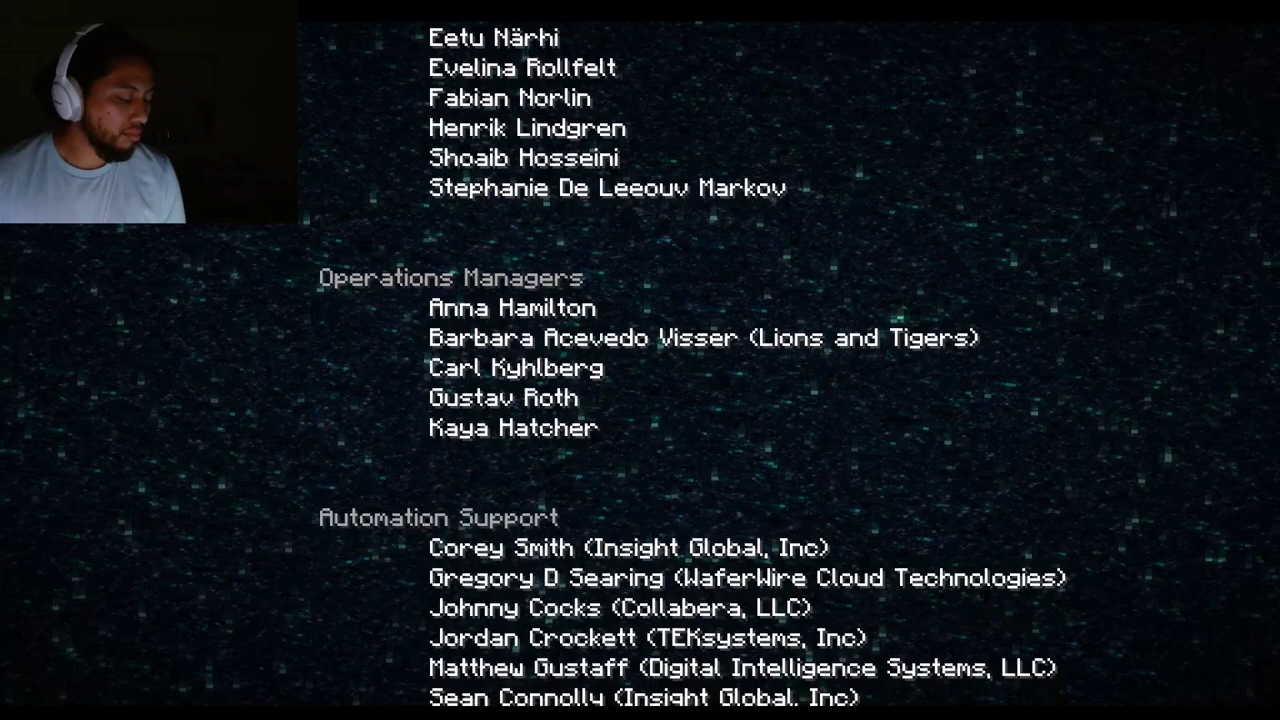 Eetu Närhi
Evelina Rollfelt
Fabian Norlin
Henrik Lindgren
Shoaib Hosseini
Stephanie De Leeouv Markov
Operations Managers
Anna Hamilton
Barbara Acevedo Visser (Lions and Tigers)
Carl Kyhlberg
Gustav Roth
Kaya Hatcher
Automation Support
Corey Smith (Insight Global, Inc)
Gregory D Searing (WaferWire Cloud Technologies)
Johnny Cocks (Collabera, LLC)
Jordan Crockett (TEKsystems, Inc)
Matthew Gustaff (Digital Intelligence Systems, LLC)
Sean Connolly (Insight Global, Inc)